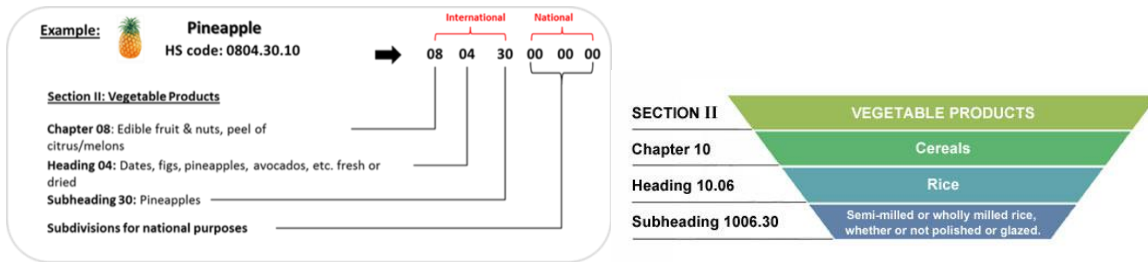 International National
Example: Pineapple
HS code: 0804.30.10
08 04 30 00 00 00
Section II: Vegetable Products
Chapter 08: Edible fruit & nuts, peel of
citrus/melons
Heading 04: Dates, figs, pineapples, avocados, etc. fresh or
dried
Subheading 30: Pineapples
Subdivisions for national purposes
SECTION II VEGETABLE PRODUCTS
Chapter 10 Cereals
Heading 10.06 Rice
Subheading 1006.30 Semi-milled or wholly milled rice,
whether or not polished or glazed.